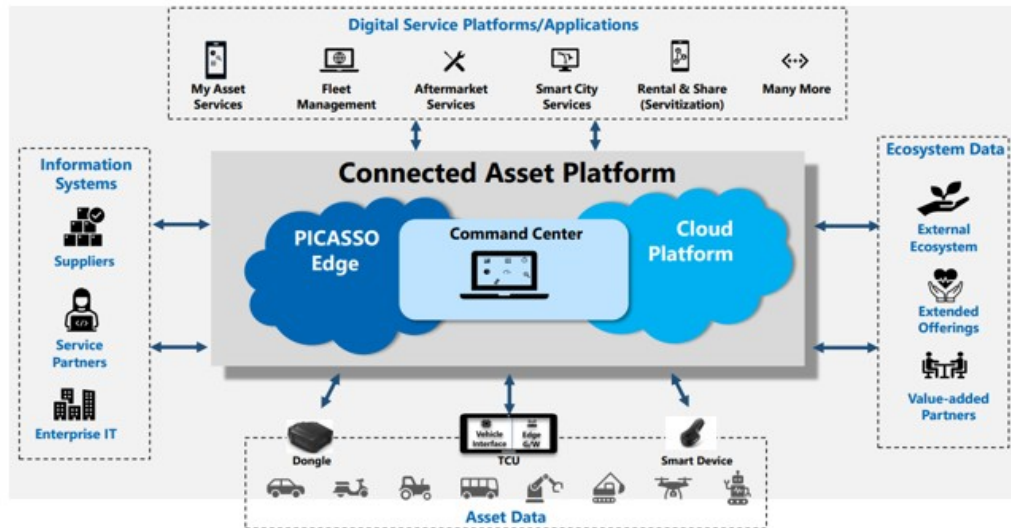 Digital Service Platforms/Applications
My Asset
Services
Fleet
Management
Aftermarket
Services
Smart City
Services
Rental & Share
(Servitization)
Many More
Information
Systems
Suppliers
Service
Partners
Enterprise IT
Connected Asset Platform
PICASSO
Edge
Command Center
Cloud
Platform
Ecosystem Data
External
Ecosystem
Extended
Offerings
Value-added
Partners
Dongle
Vehicle
Interface
Edge
G/W
TCU
Smart Device
Asset Data